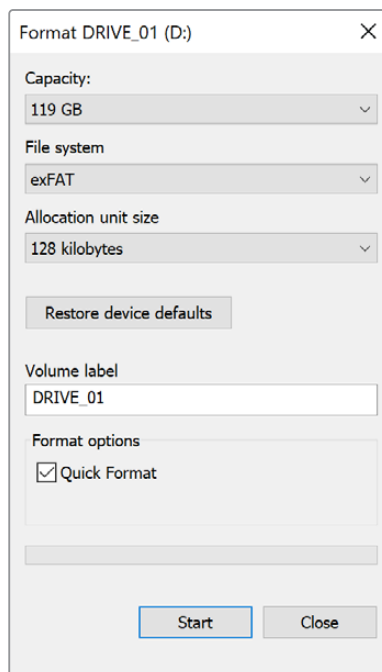 Format DRIVE_01 (D:)
Capacity:
119 GB
File system
exFAT
Allocation unit size
128 kilobytes
Restore device defaults
Volume label
DRIVE_01
Format options
Quick Format
Start Close